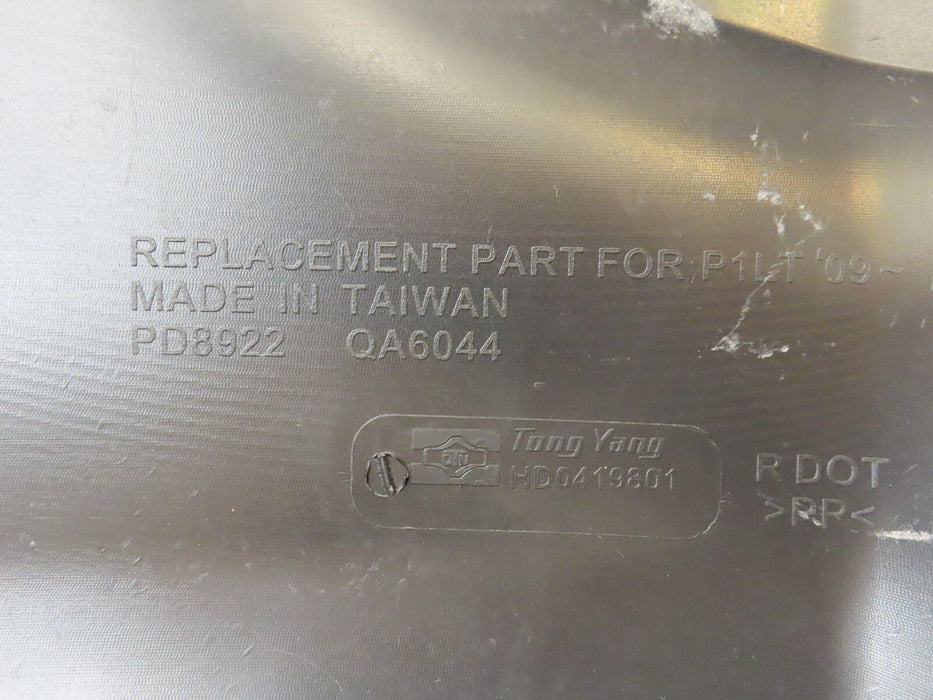 REPLACEMENT PART FOR P1LT '09~
MADE IN TAIWAN
PD8922 QA6044
Tong Yang
HD0419801
R DOT
>PP<